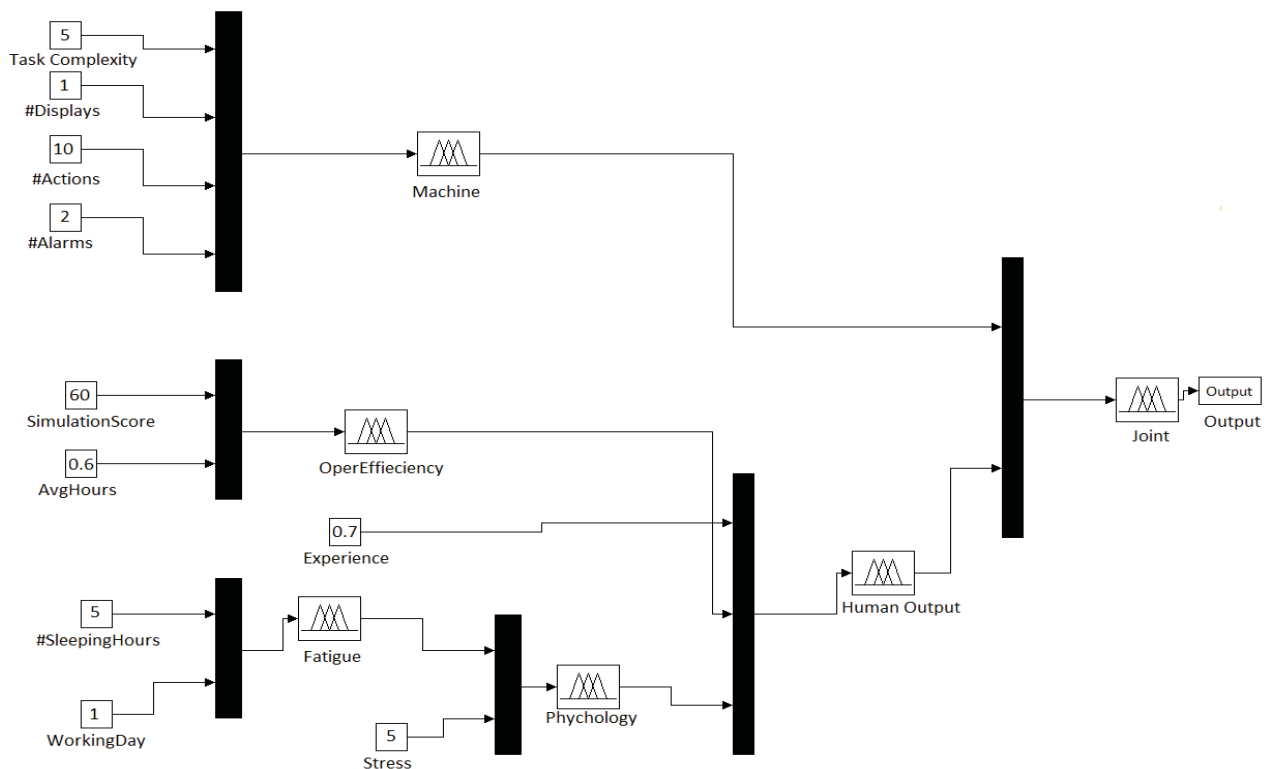 5
Task Complexity
1
#Displays
10
#Actions
2
#Alarms
Machine
60
SimulationScore
0.6
AvgHours
OperEffieciency
0.7
Experience
5
#SleepingHours
1
WorkingDay
Fatigue
5
Stress
Phychology
Human Output
Joint
Output
Output